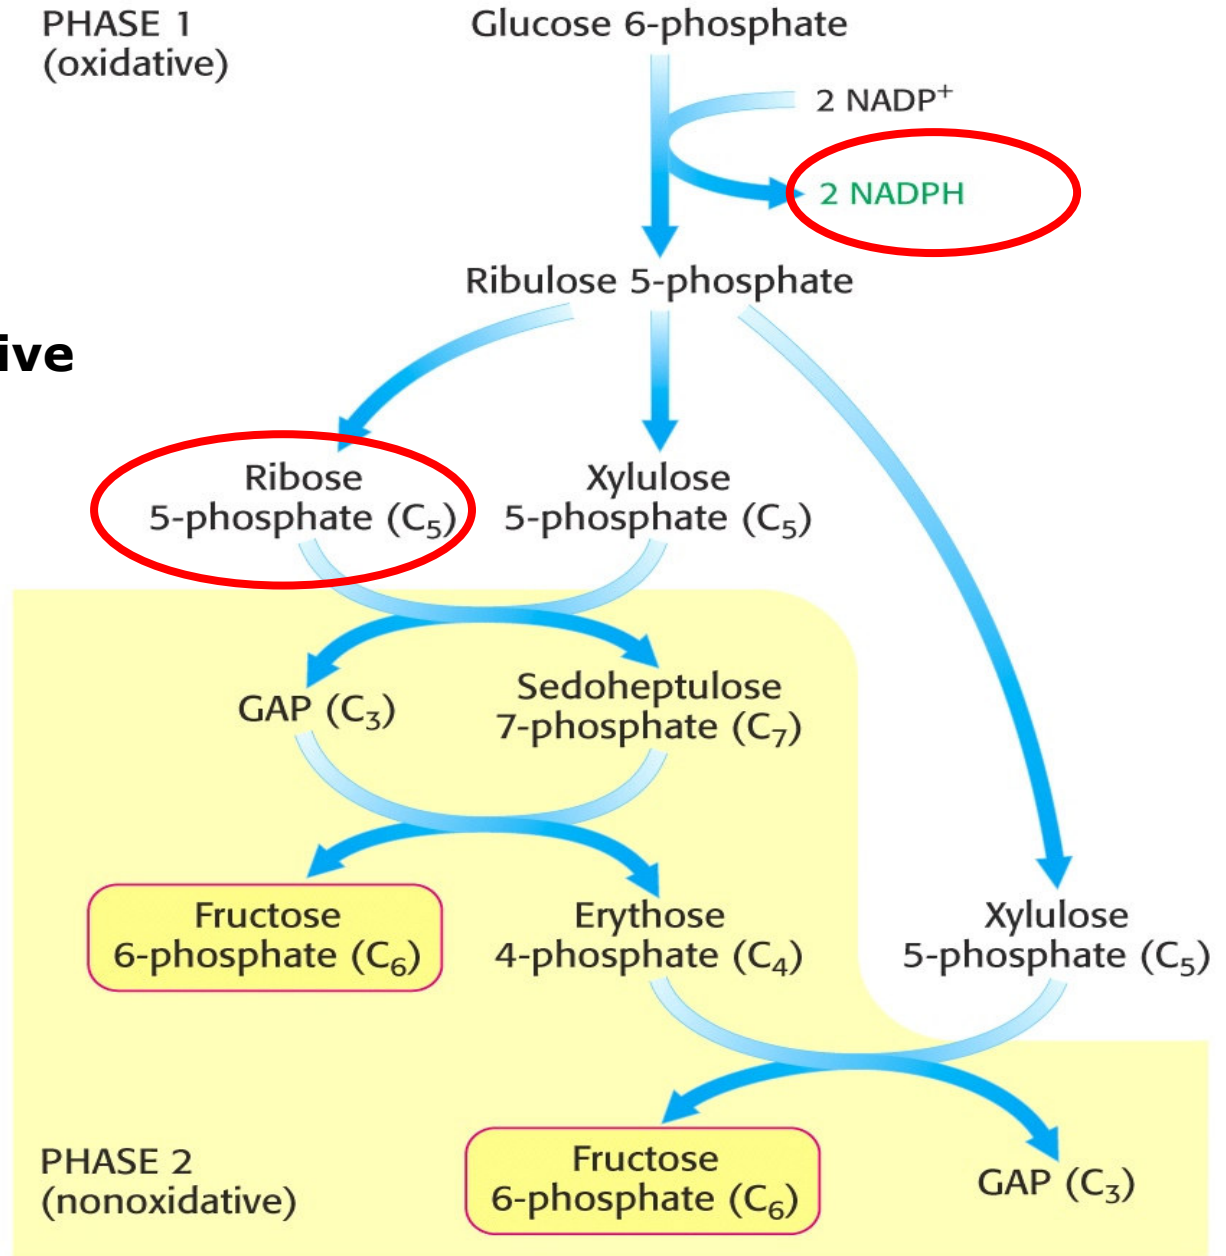 PHASE 1
(oxidative)
Glucose 6-phosphate
2 NADP⁺
2 NADPH
Ribulose 5-phosphate
ive
Ribose
5-phosphate (C₅)
Xylulose
5-phosphate (C₅)
GAP (C₃)
Sedoheptulose
7-phosphate (C₇)
Fructose
6-phosphate (C₆)
Erythose
4-phosphate (C₄)
Xylulose
5-phosphate (C₅)
PHASE 2
(nonoxidative)
Fructose
6-phosphate (C₆)
GAP (C₃)